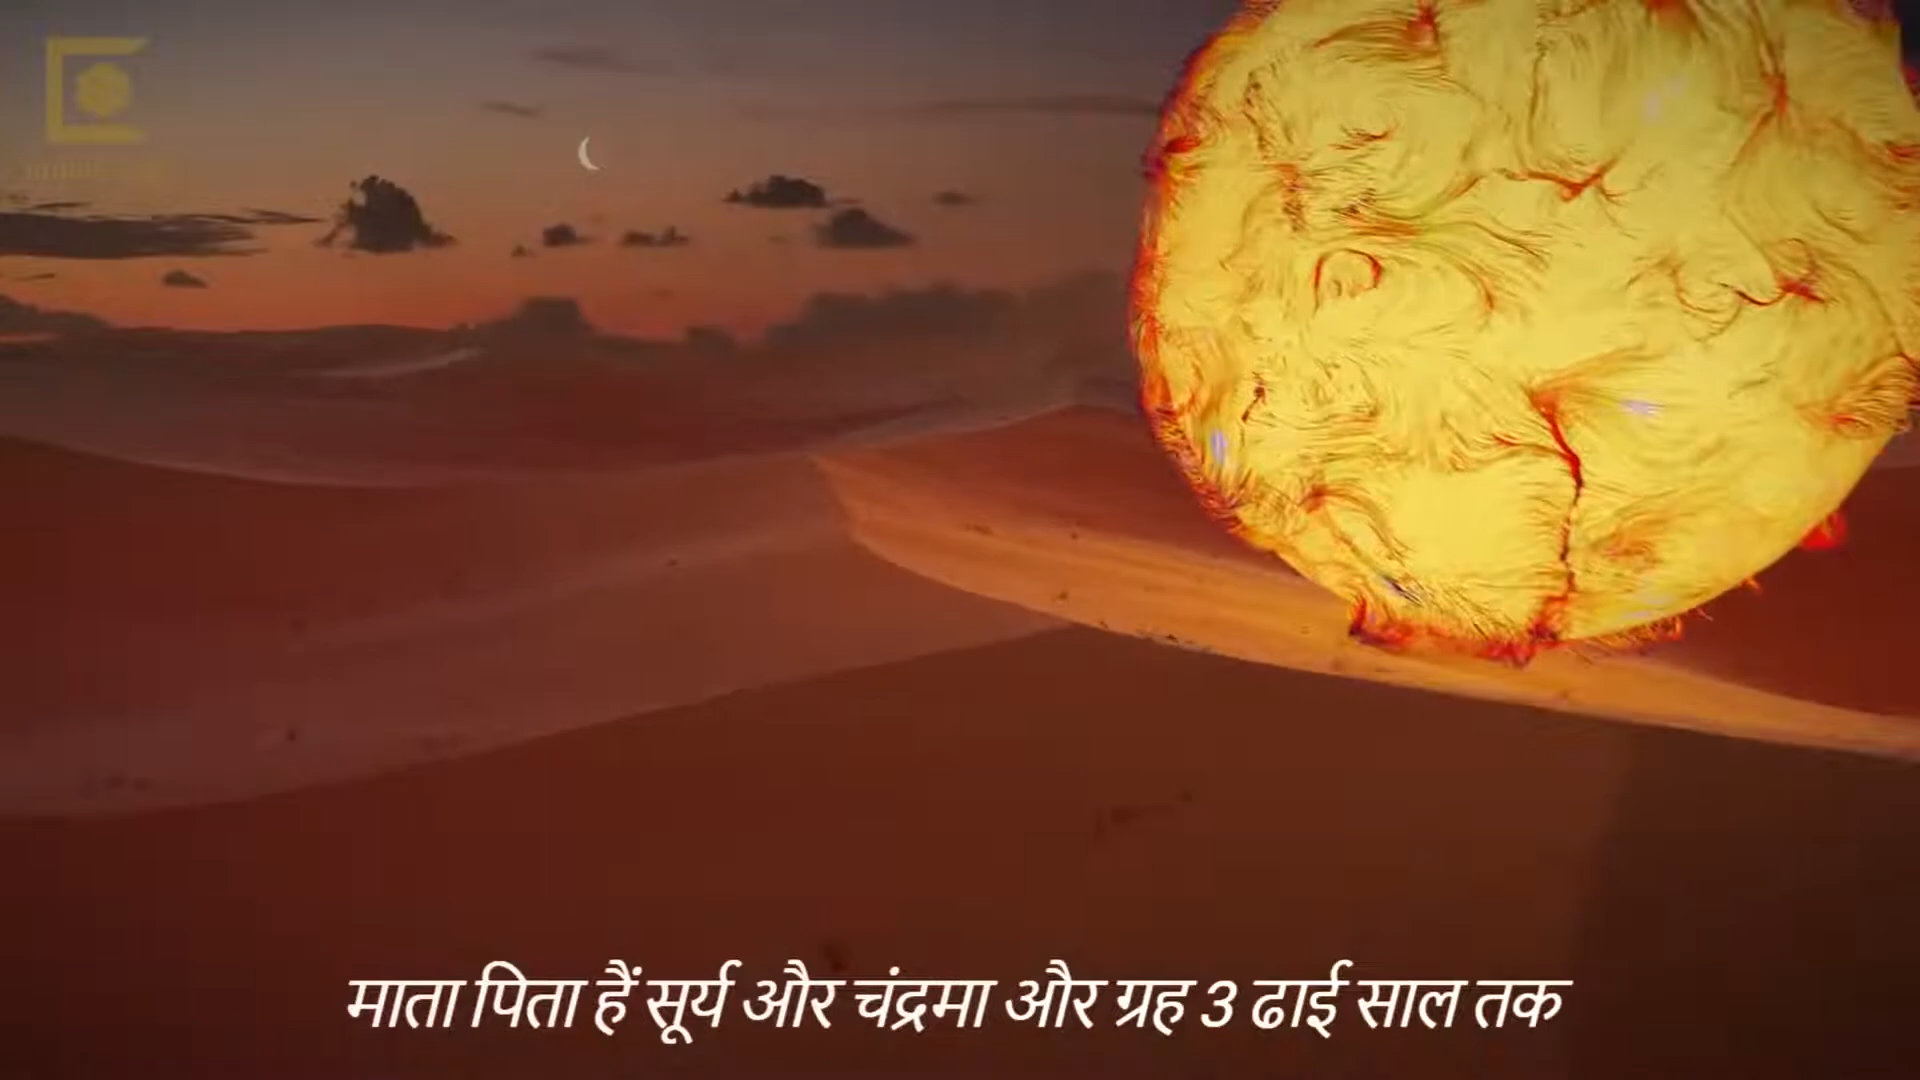 माता पिता हैं सूर्य और चंद्रमा और ग्रह 3 ढाई साल तक